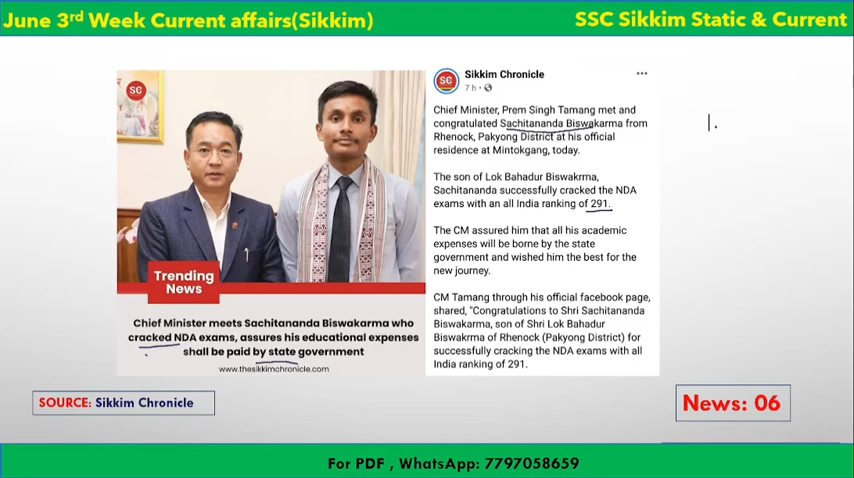 June 3rd Week Current affairs(Sikkim)
SSC Sikkim Static & Current
SC
Trending
News
Chief Minister meets Sachitananda Biswakarma who
cracked NDA exams, assures his educational expenses
shall be paid by state government
www.thesikkimchronicle.com
SC
Sikkim Chronicle
7 h
Chief Minister, Prem Singh Tamang met and
congratulated Sachitananda Biswakarma from
Rhenock, Pakyong District at his official
residence at Mintokgang, today.
The son of Lok Bahadur Biswakrma,
Sachitananda successfully cracked the NDA
exams with an all India ranking of 291.
The CM assured him that all his academic
expenses will be borne by the state
government and wished him the best for the
new journey.
CM Tamang through his official facebook page,
shared, "Congratulations to Shri Sachitananda
Biswakarma, son of Shri Lok Bahadur
Biswakrma of Rhenock (Pakyong District) for
successfully cracking the NDA exams with all
India ranking of 291.
SOURCE: Sikkim Chronicle
News: 06
For PDF , WhatsApp: 7797058659